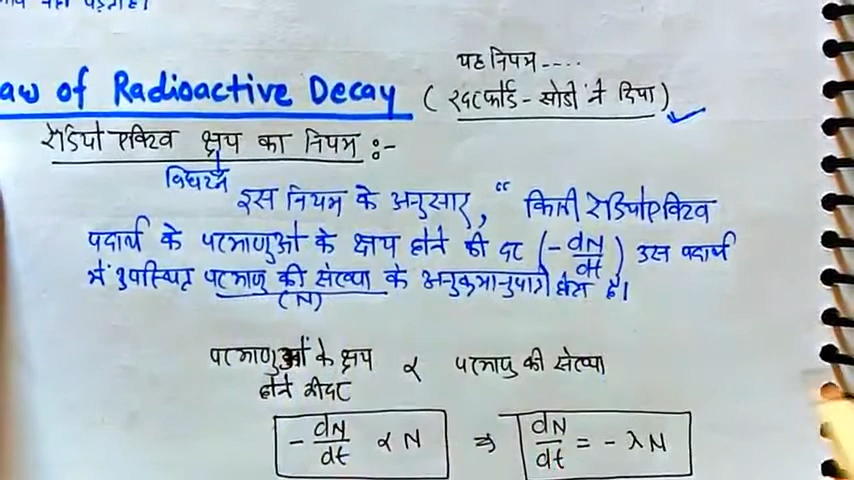 यह नियम ----
aw of Radioactive Decay ( रदरफोर्ड - सोडी ने दिया )
रेडियो एक्टिव क्षय का नियम :-
विघटन
इस नियम के अनुसार, “ किसी रेडियोएक्टिव
पदार्थ के परमाणुओं के क्षय होने की दर (-dN/dt) उस पदार्थ
में उपस्थित परमाणु की संख्या के अनुक्रमानुपाती होता है।
(N)
परमाणुओं के क्षय ∝ परमाणु की संख्या
होने की दर
- dN/dt ∝ N ⇒ dN/dt = - λN